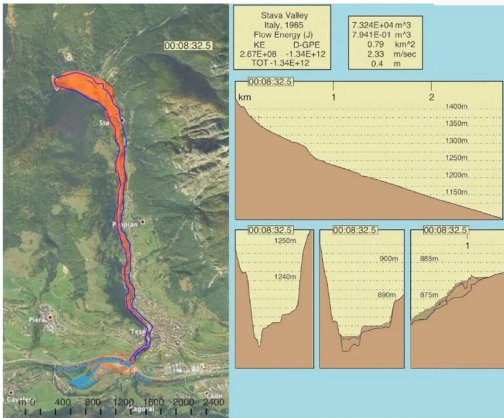 00:08:32.5
Sta
Propian
Piera
Tese
Cavalese
Lago
Lagorai
m 0 400 800 1200 1600 2000 2400
Stava Valley
Italy, 1985
Flow Energy (J)
KE D-GPE
2.67E+08 -1.34E+12
TOT -1.34E+12
7.324E+04 m^3
7.941E-01 m^3
0.79 km^2
2.33 m/sec
0.4 m
00:08:32.5
km 1 2
1400m
1350m
1300m
1250m
1200m
1150m
00:08:32.5
1250m
1240m
00:08:32.5
900m
890m
00:08:32.5
1
885m
875m